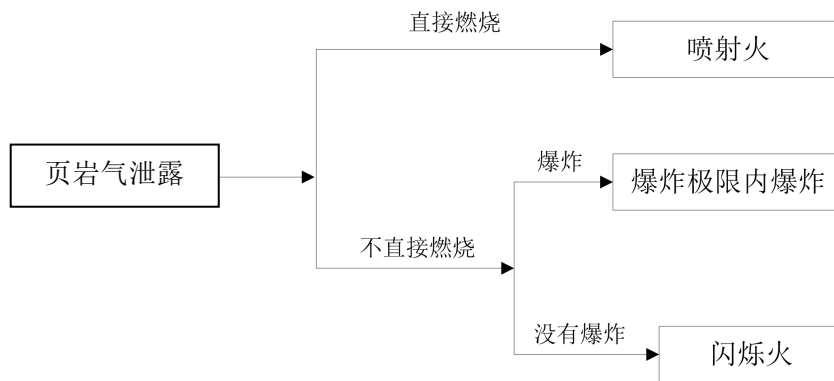 直接燃烧
喷射火
页岩气泄露
爆炸
爆炸极限内爆炸
不直接燃烧
没有爆炸
闪烁火